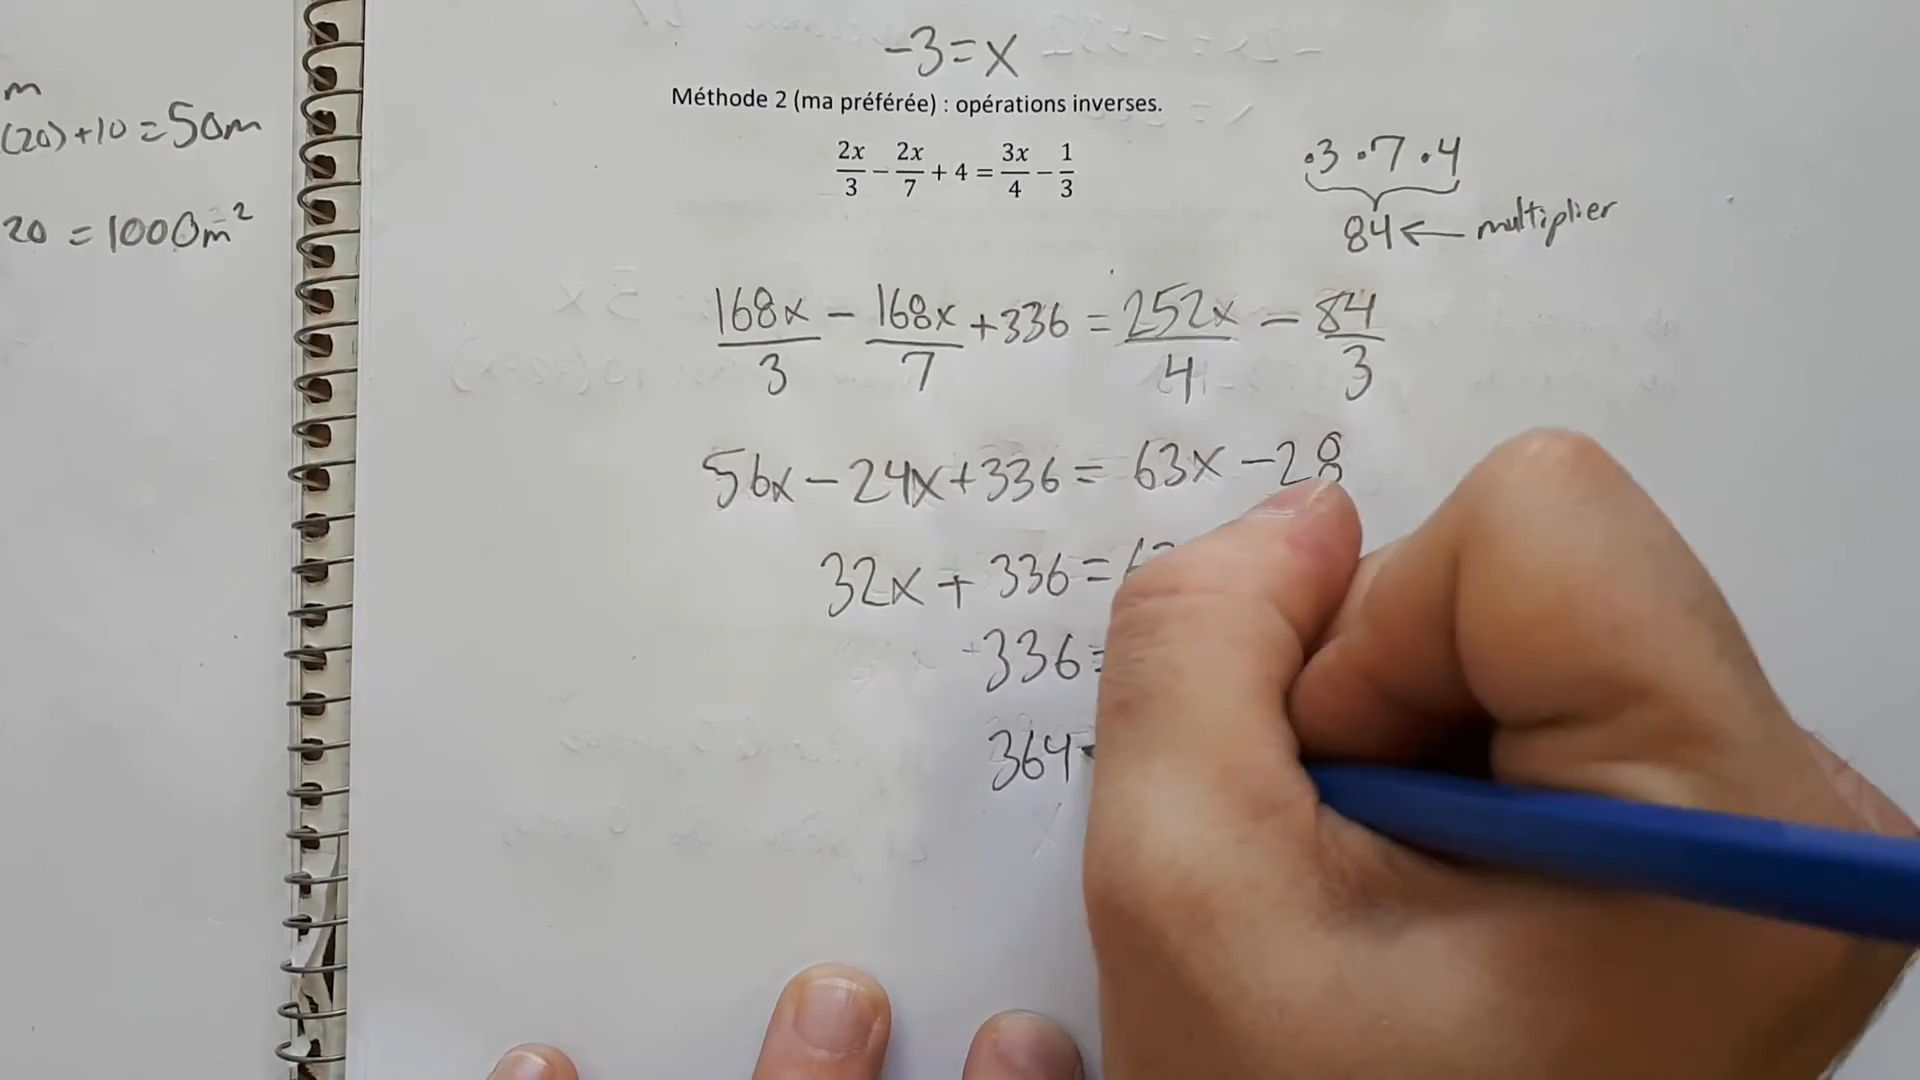 m
(20)+10=50m
20 = 1000m²
-3=x
Méthode 2 (ma préférée) : opérations inverses.
2x/3 − 2x/7 + 4 = 3x/4 − 1/3
.3 .7 .4
84 ← multiplier
168x/3 − 168x/7 +336 = 252x/4 − 84/3
56x − 24x+336 = 63x −28
32x + 336 = 6
336=
364